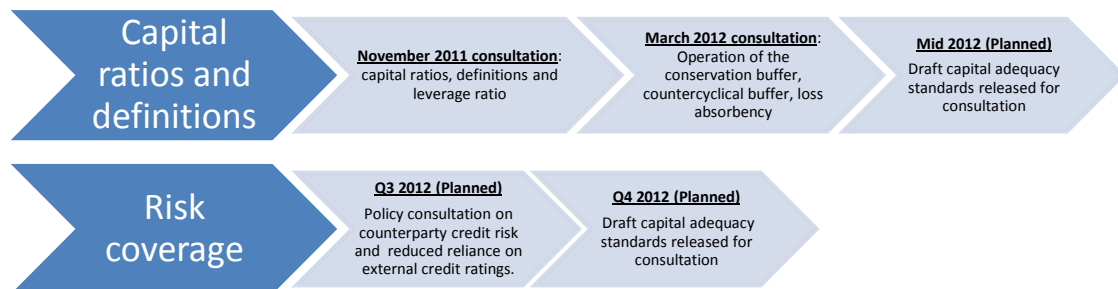 Capital
ratios and
definitions
November 2011 consultation:
capital ratios, definitions and
leverage ratio
March 2012 consultation:
Operation of the
conservation buffer,
countercyclical buffer, loss
absorbency
Mid 2012 (Planned)
Draft capital adequacy
standards released for
consultation
Risk
coverage
Q3 2012 (Planned)
Policy consultation on
counterparty credit risk
and reduced reliance on
external credit ratings.
Q4 2012 (Planned)
Draft capital adequacy
standards released for
consultation